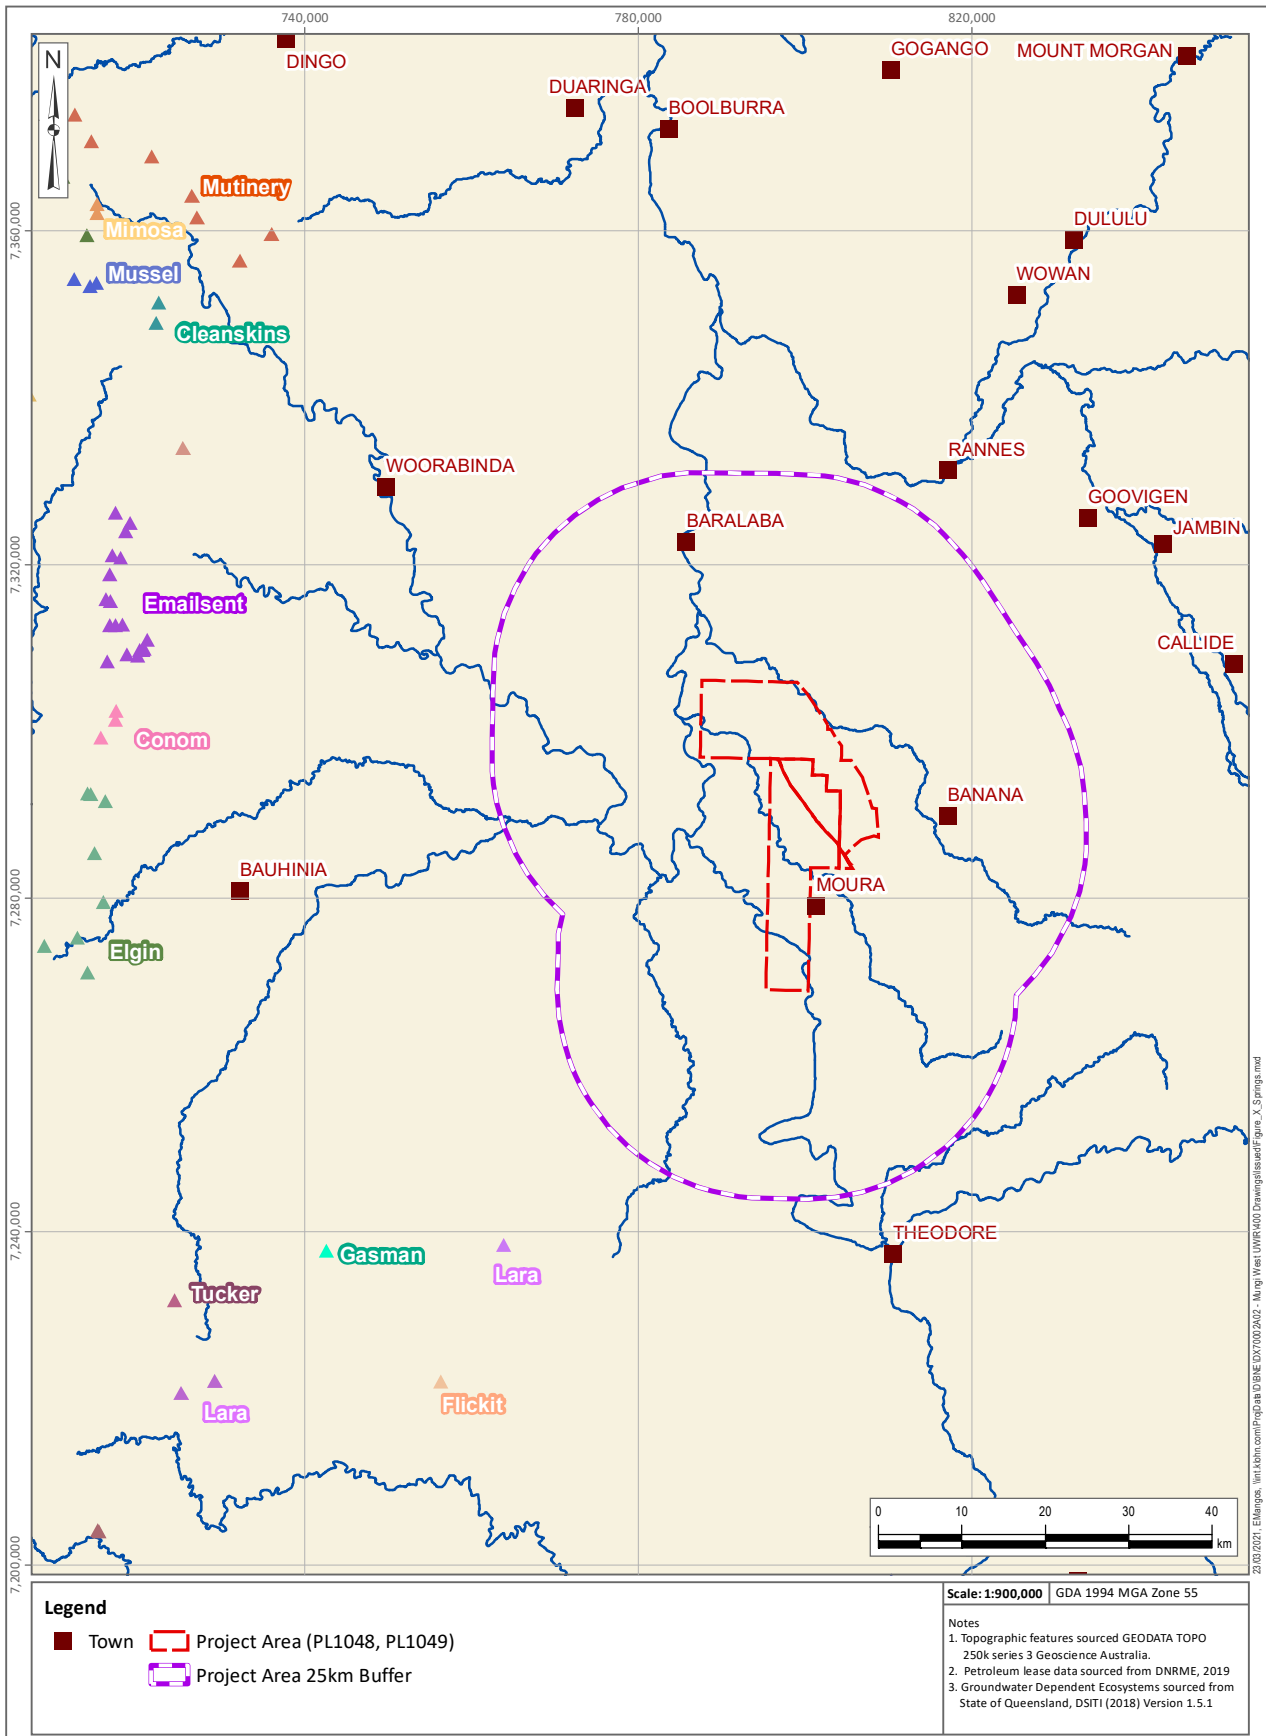 740,000
780,000
820,000
N
DINGO
GOGANGO
MOUNT MORGAN
DUARINGA
BOOLBURRA
Mutinery
Mimosa
DULULU
7,360,000
Mussel
WOWAN
Cleanskins
RANNES
WOORABINDA
GOOVIGEN
BARALABA
JAMBIN
7,320,000
Emailsent
CALLIDE
Conom
BANANA
BAUHINIA
MOURA
7,280,000
Elgin
THEODORE
7,240,000
Gasman
Lara
Tucker
Flickit
Lara
0
10
20
30
40
km
7,200,000
Legend
Town
Project Area (PL1048, PL1049)
Project Area 25km Buffer
Scale: 1:900,000
GDA 1994 MGA Zone 55
Notes
1. Topographic features sourced GEODATA TOPO
250k series 3 Geoscience Australia.
2. Petroleum lease data sourced from DNRME, 2019
3. Groundwater Dependent Ecosystems sourced from
State of Queensland, DSITI (2018) Version 1.5.1